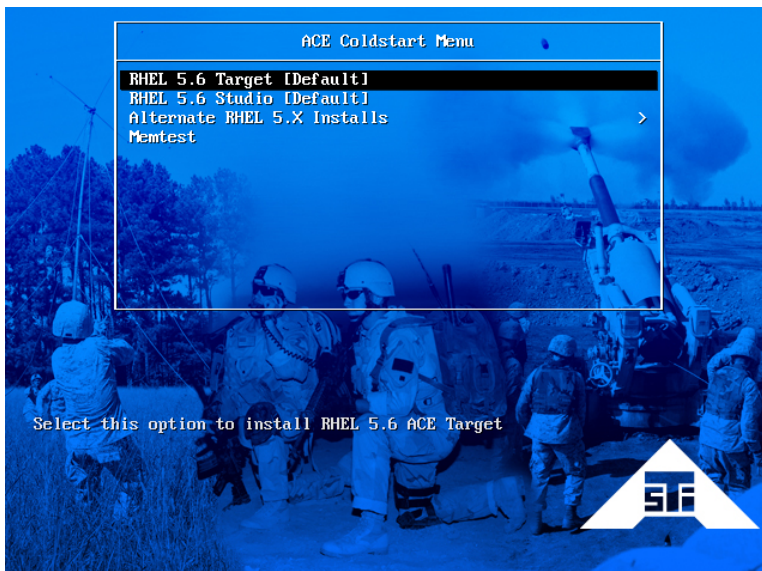 ACE Coldstart Menu
RHEL 5.6 Target [Default]
RHEL 5.6 Studio [Default]
Alternate RHEL 5.X Installs >
Memtest
Select this option to install RHEL 5.6 ACE Target
STI